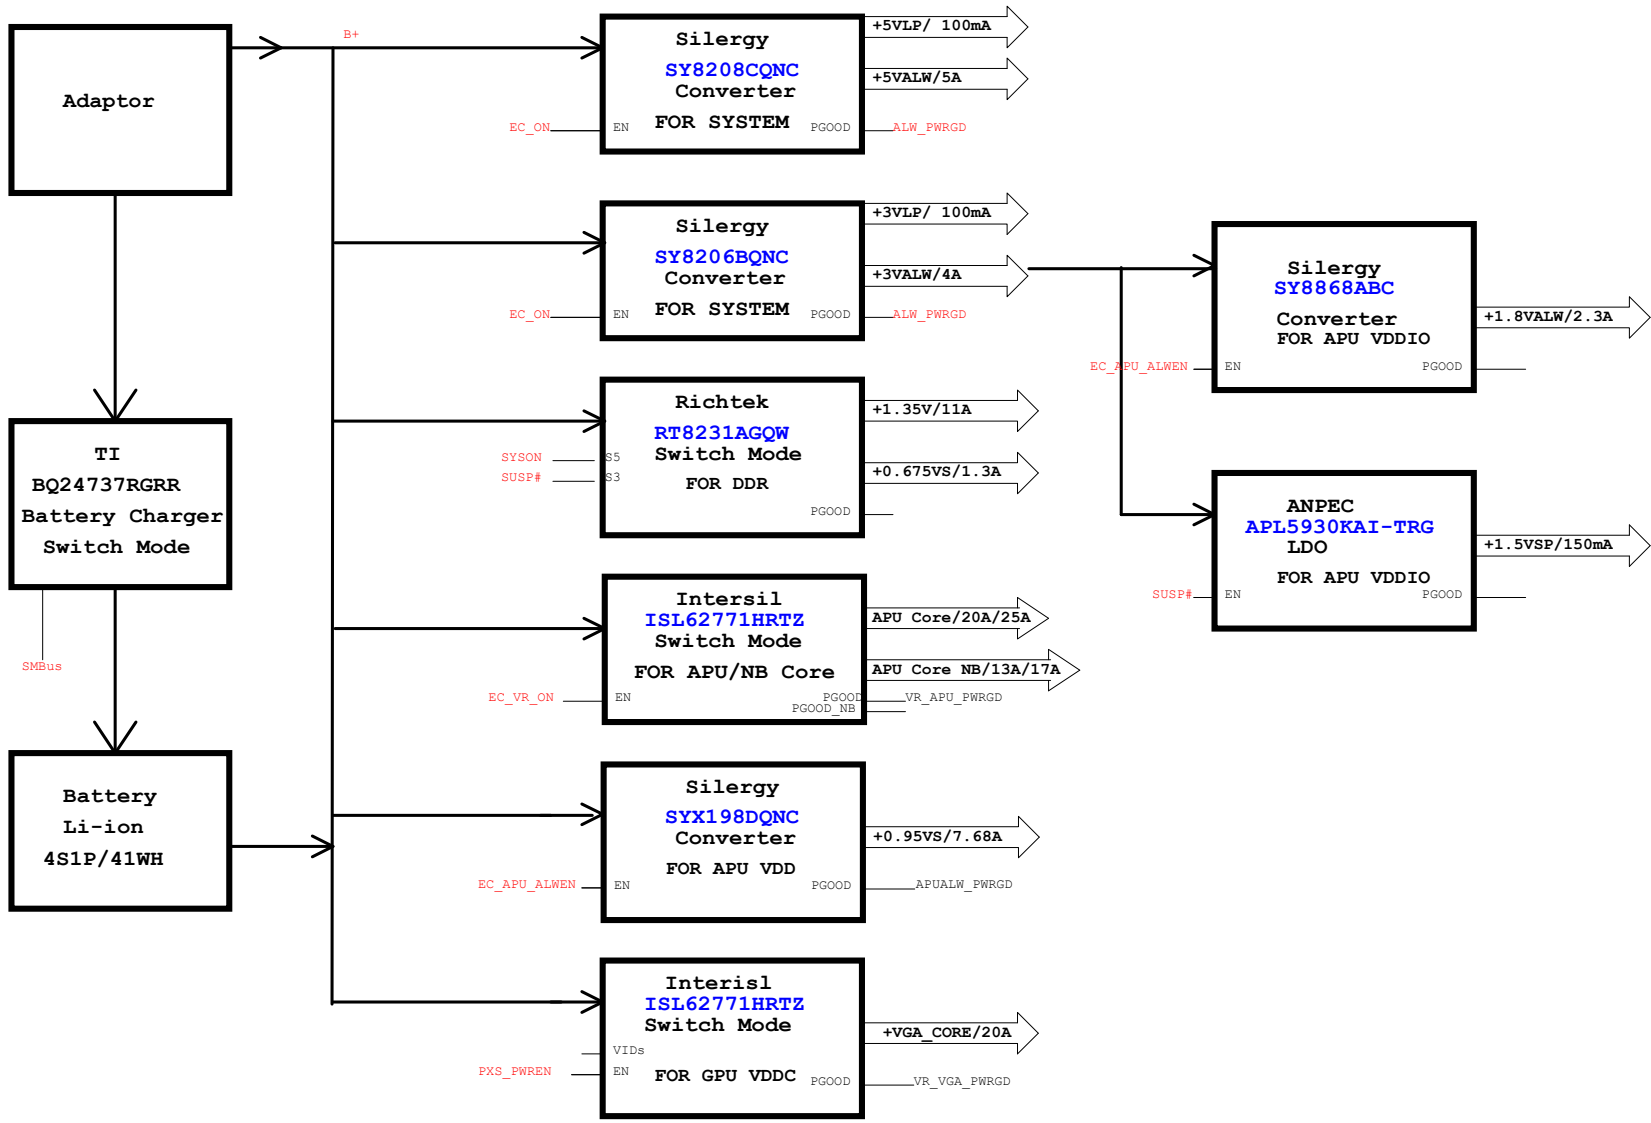 Adaptor
B+
Silergy
SY8208CQNC
Converter
FOR SYSTEM
EC_ON
EN
PGOOD
ALW_PWRGD
+5VLP/ 100mA
+5VALW/5A
Silergy
SY8206BQNC
Converter
FOR SYSTEM
EC_ON
EN
PGOOD
ALW_PWRGD
+3VLP/ 100mA
+3VALW/4A
Silergy
SY8868ABC
Converter
FOR APU VDDIO
EC_APU_ALWEN
EN
PGOOD
+1.8VALW/2.3A
Richtek
RT8231AGQW
Switch Mode
FOR DDR
SYSON
S5
SUSP#
S3
PGOOD
+1.35V/11A
+0.675VS/1.3A
ANPEC
APL5930KAI-TRG
LDO
FOR APU VDDIO
SUSP#
EN
PGOOD
+1.5VSP/150mA
TI
BQ24737RGRR
Battery Charger
Switch Mode
SMBus
Intersil
ISL62771HRTZ
Switch Mode
FOR APU/NB Core
EC_VR_ON
EN
PGOOD
PGOOD_NB
VR_APU_PWRGD
APU Core/20A/25A
APU Core NB/13A/17A
Battery
Li-ion
4S1P/41WH
Silergy
SYX198DQNC
Converter
FOR APU VDD
EC_APU_ALWEN
EN
PGOOD
APUALW_PWRGD
+0.95VS/7.68A
Interisl
ISL62771HRTZ
Switch Mode
VIDs
PXS_PWREN
EN
FOR GPU VDDC
PGOOD
VR_VGA_PWRGD
+VGA_CORE/20A